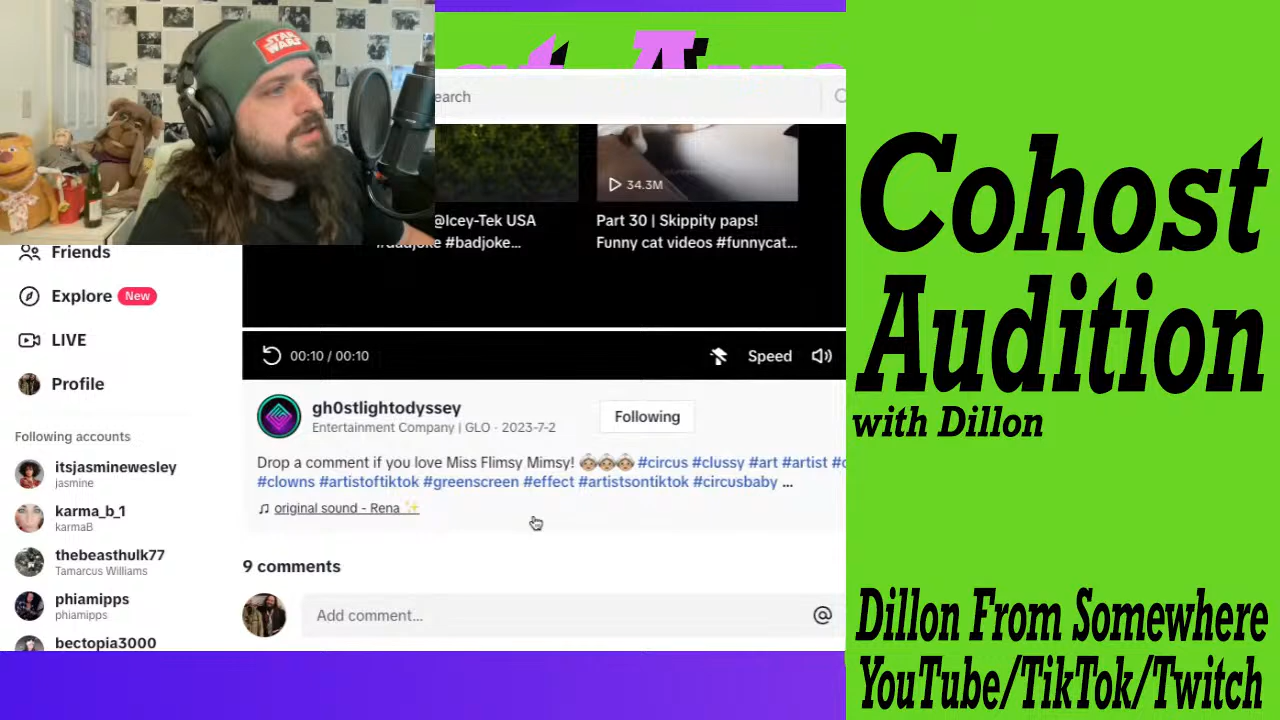 STAR
WARS
earch
34.3M
@Icey-Tek USA
#dadjoke #badjoke...
Part 30 | Skippity paps!
Funny cat videos #funnycat...
Friends
Explore New
LIVE
Profile
Following accounts
itsjasminewesley
jasmine
karma_b_1
karmaB
thebeasthulk77
Tamarcus Williams
phiamipps
phiamipps
bectopia3000
00:10 / 00:10
Speed
gh0stlightodyssey
Entertainment Company | GLO · 2023-7-2
Following
Drop a comment if you love Miss Flimsy Mimsy! 👵🏽👵🏽👵🏽 #circus #clussy #art #artist #c
#clowns #artistoftiktok #greenscreen #effect #artistsontiktok #circusbaby ...
♫ original sound - Rena ✨
9 comments
Add comment...
@
Cohost
Audition
with Dillon
Dillon From Somewhere
YouTube/TikTok/Twitch